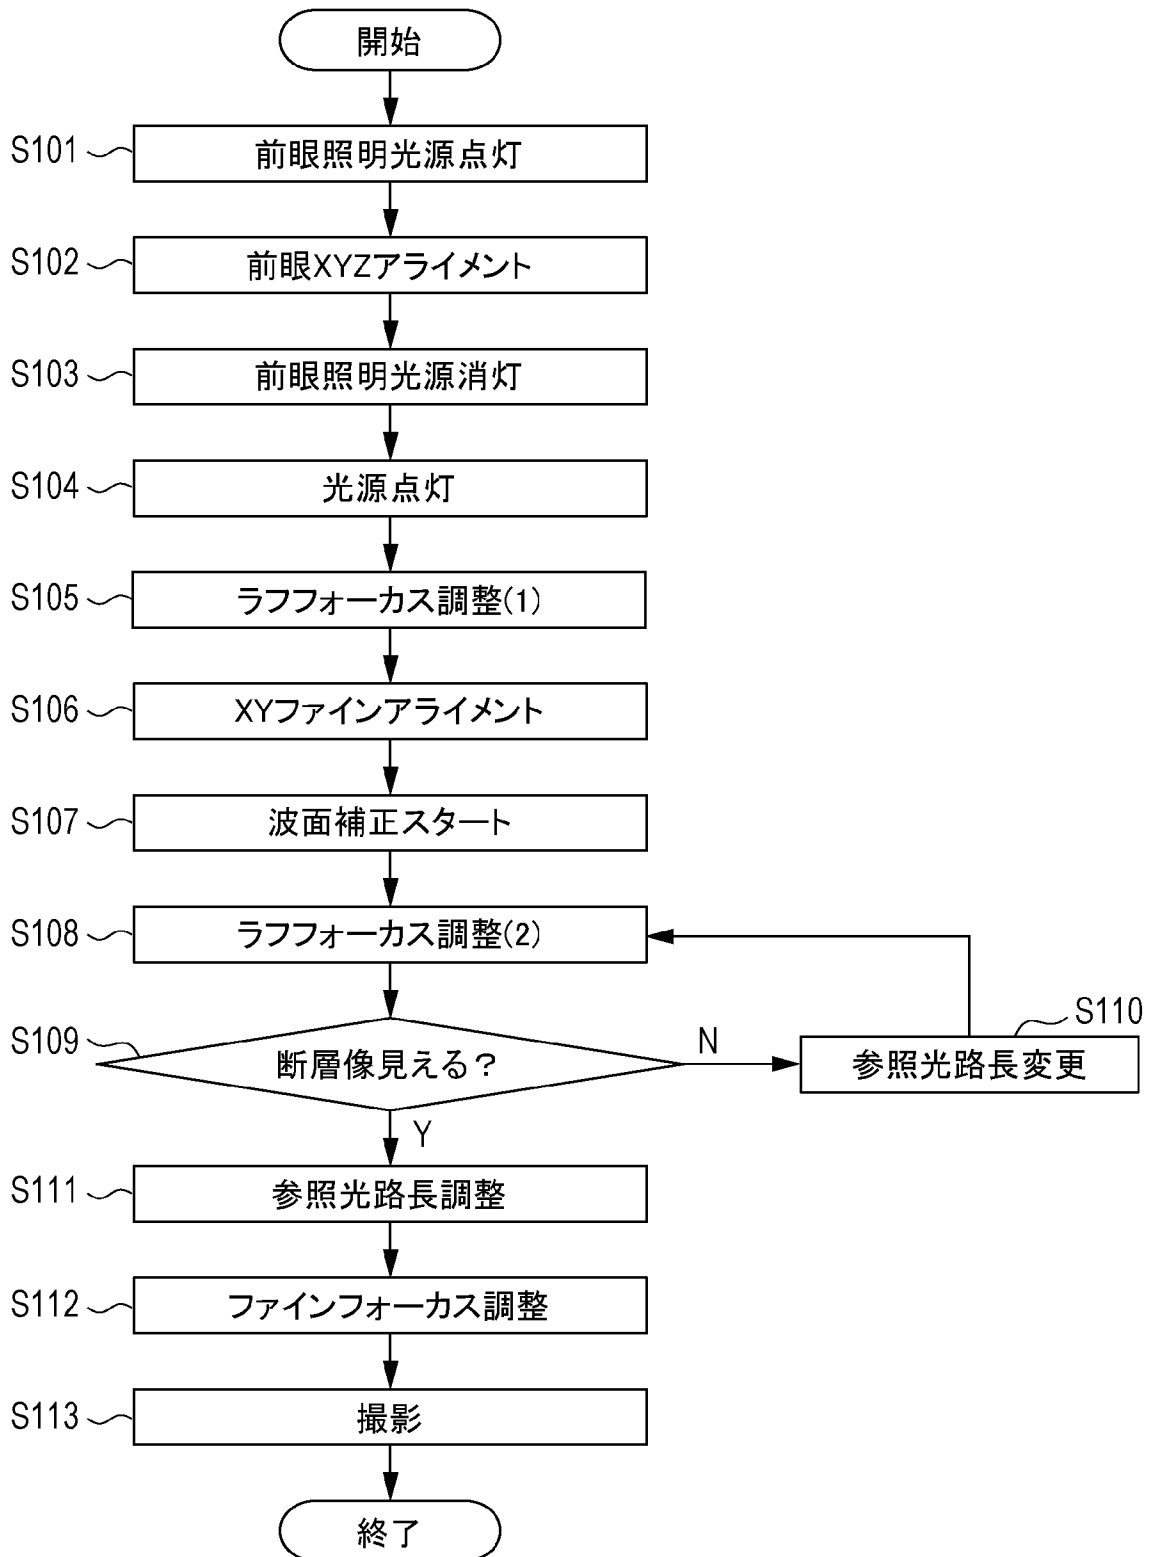 開始
S101
前眼照明光源点灯
S102
前眼XYZアライメント
S103
前眼照明光源消灯
S104
光源点灯
S105
ラフフォーカス調整(1)
S106
XYファインアライメント
S107
波面補正スタート
S108
ラフフォーカス調整(2)
S109
断層像見える?
N
S110
参照光路長変更
Y
S111
参照光路長調整
S112
ファインフォーカス調整
S113
撮影
終了